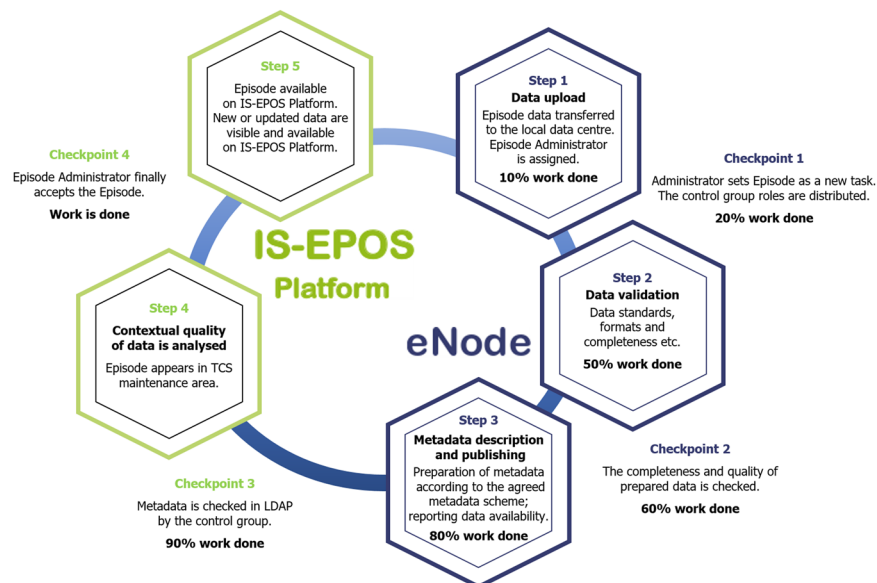 Step 1
Data upload
Episode data transferred
to the local data centre.
Episode Administrator
is assigned.
10% work done
Checkpoint 1
Administrator sets Episode as a new task.
The control group roles are distributed.
20% work done
Step 2
Data validation
Data standards,
formats and
completeness etc.
50% work done
Checkpoint 2
The completeness and quality of
prepared data is checked.
60% work done
Step 3
Metadata description
and publishing
Preparation of metadata
according to the agreed
metadata scheme;
reporting data availability.
80% work done
Checkpoint 3
Metadata is checked in LDAP
by the control group.
90% work done
Step 4
Contextual quality
of data is analysed
Episode appears in TCS
maintenance area.
Checkpoint 4
Episode Administrator finally
accepts the Episode.
Work is done
Step 5
Episode available
on IS-EPOS Platform.
New or updated data are
visible and available
on IS-EPOS Platform.
IS-EPOS
Platform
eNode